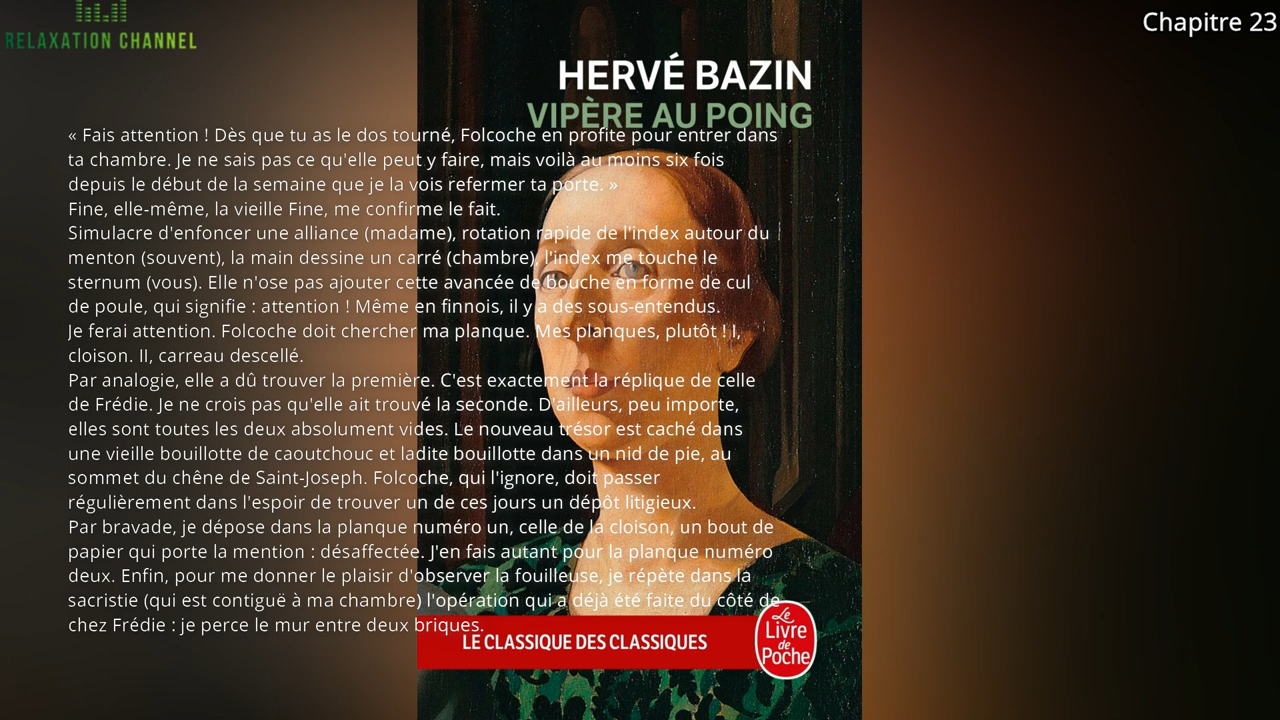 RELAXATION CHANNEL
Chapitre 23
HERVÉ BAZIN
VIPÈRE AU POING
« Fais attention ! Dès que tu as le dos tourné, Folcoche en profite pour entrer dans
ta chambre. Je ne sais pas ce qu'elle peut y faire, mais voilà au moins six fois
depuis le début de la semaine que je la vois refermer ta porte. »
Fine, elle-même, la vieille Fine, me confirme le fait.
Simulacre d'enfoncer une alliance (madame), rotation rapide de l'index autour du
menton (souvent), la main dessine un carré (chambre), l'index me touche le
sternum (vous). Elle n'ose pas ajouter cette avancée de bouche en forme de cul
de poule, qui signifie : attention ! Même en finnois, il y a des sous-entendus.
Je ferai attention. Folcoche doit chercher ma planque. Mes planques, plutôt ! I,
cloison. II, carreau descellé.
Par analogie, elle a dû trouver la première. C'est exactement la réplique de celle
de Frédie. Je ne crois pas qu'elle ait trouvé la seconde. D'ailleurs, peu importe,
elles sont toutes les deux absolument vides. Le nouveau trésor est caché dans
une vieille bouillotte de caoutchouc et ladite bouillotte dans un nid de pie, au
sommet du chêne de Saint-Joseph. Folcoche, qui l'ignore, doit passer
régulièrement dans l'espoir de trouver un de ces jours un dépôt litigieux.
Par bravade, je dépose dans la planque numéro un, celle de la cloison, un bout de
papier qui porte la mention : désaffectée. J'en fais autant pour la planque numéro
deux. Enfin, pour me donner le plaisir d'observer la fouilleuse, je répète dans la
sacristie (qui est contiguë à ma chambre) l'opération qui a déjà été faite du côté de
chez Frédie : je perce le mur entre deux briques.
LE CLASSIQUE DES CLASSIQUES
Le
Livre
de
Poche